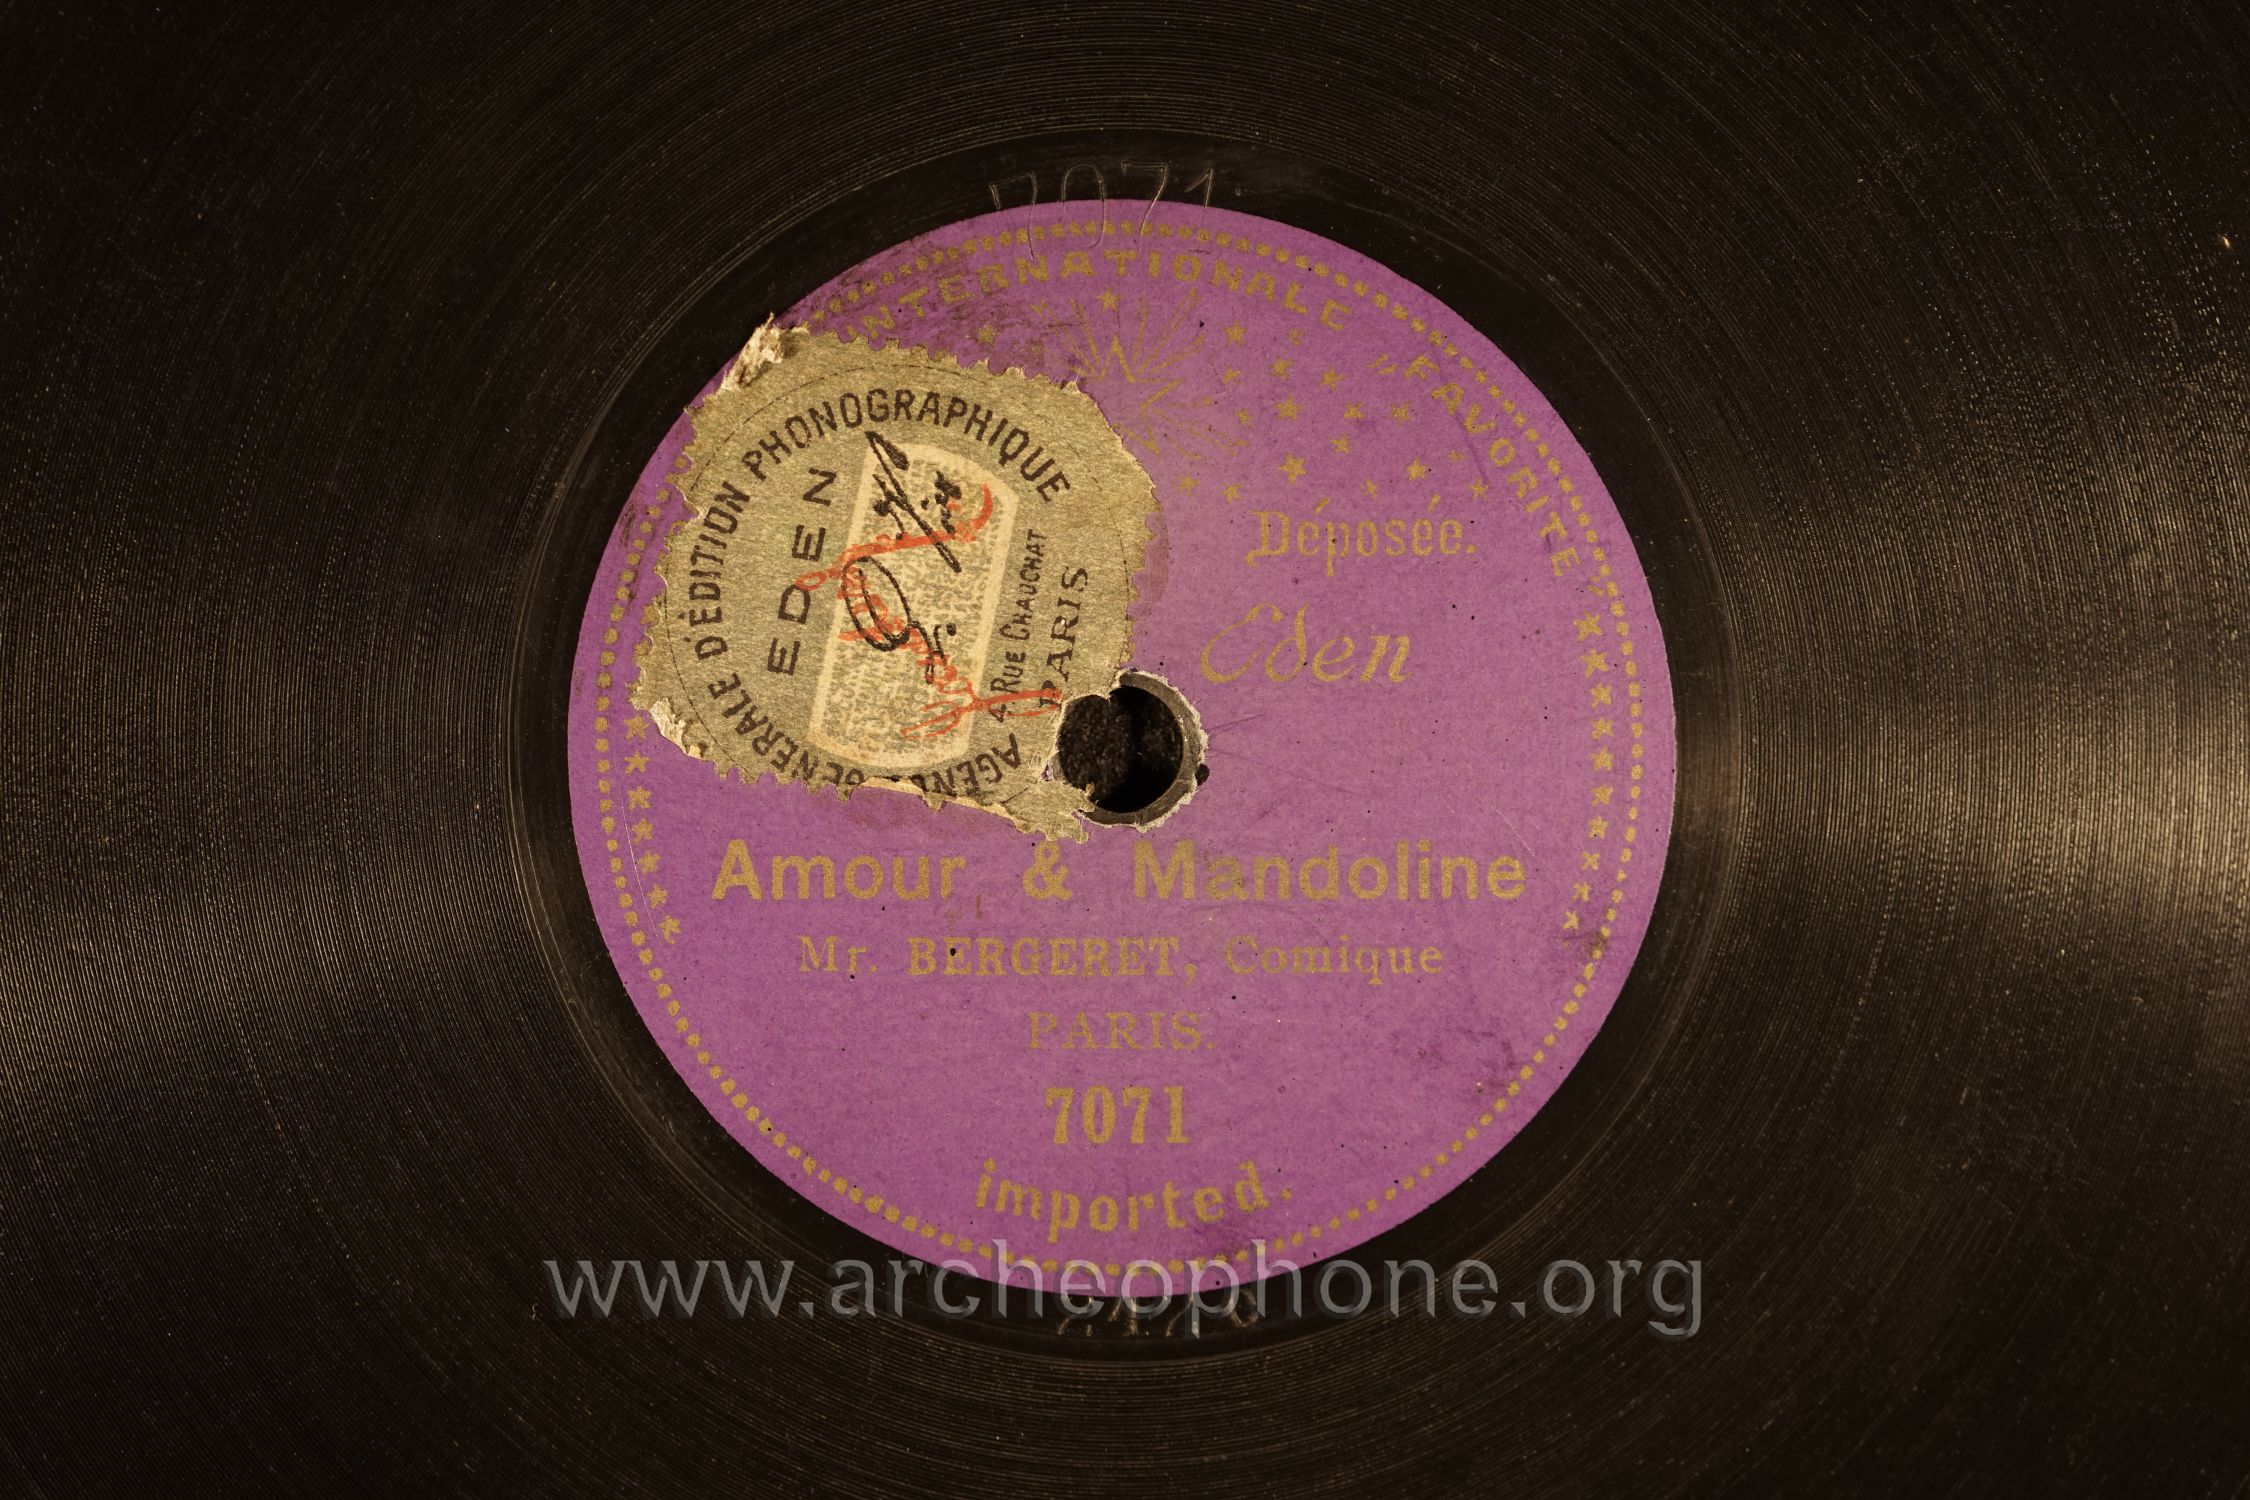 7071
INTERNATIONALE „FAVORITE”
Déposée.
Eden
AGENCE GÉNÉRALE D'ÉDITION PHONOGRAPHIQUE
EDEN
4 RUE CHAUCHAT
PARIS
Amour & Mandoline
Mr. BERGERET, Comique
PARIS.
7071
imported.
www.archeophone.org